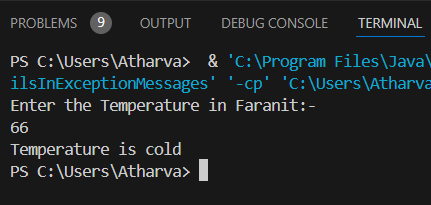 PROBLEMS 9 OUTPUT DEBUG CONSOLE TERMINAL
PS C:\Users\Atharva>  & 'C:\Program Files\Java\
ilsInExceptionMessages' '-cp' 'C:\Users\Atharva
Enter the Temperature in Faranit:-
66
Temperature is cold
PS C:\Users\Atharva>